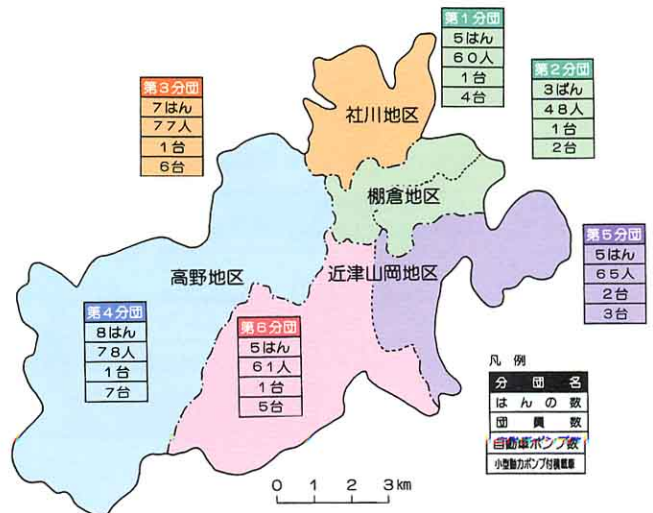 第1分団
5はん
60人
1台
4台
第2分団
3ぱん
48人
1台
2台
第3分団
7はん
77人
1台
6台
社川地区
棚倉地区
高野地区
近津山岡地区
第5分団
5はん
65人
2台
3台
第4分団
8はん
78人
1台
7台
第6分団
5はん
61人
1台
5台
凡例
分団名
はんの数
団員数
自動車ポンプ数
小型動力ポンプ付積載車
0 1 2 3km